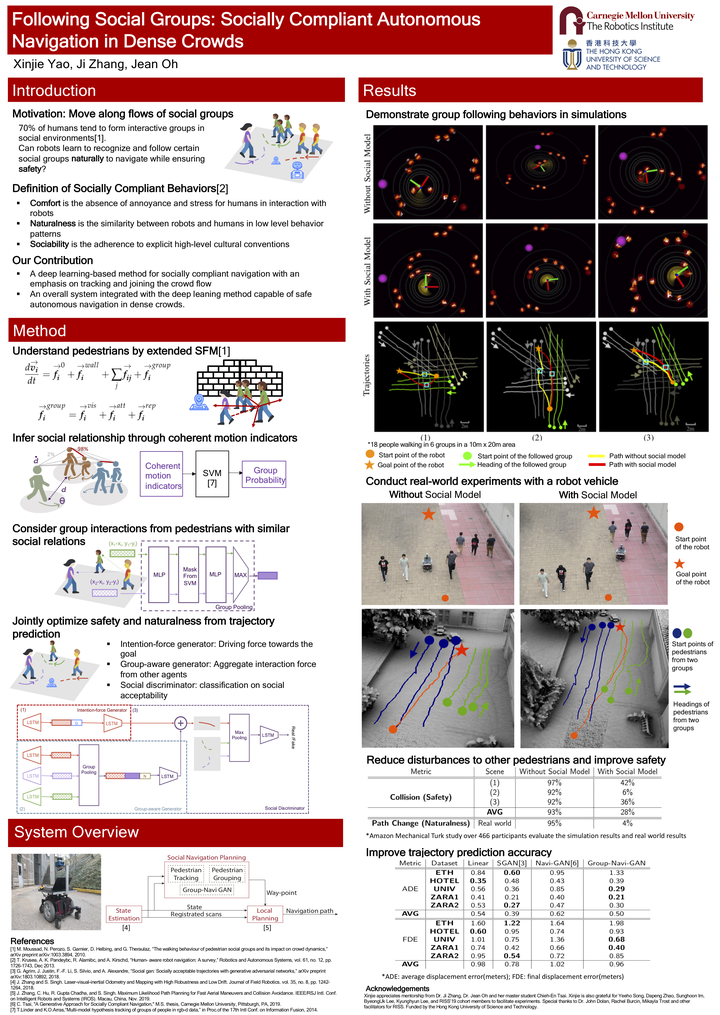 Following Social Groups: Socially Compliant Autonomous
Navigation in Dense Crowds
Carnegie Mellon University
The Robotics Institute
香港科技大學
THE HONG KONG
UNIVERSITY OF SCIENCE
AND TECHNOLOGY
Xinjie Yao, Ji Zhang, Jean Oh
Introduction
Motivation: Move along flows of social groups
70% of humans tend to form interactive groups in
social environments[1].
Can robots learn to recognize and follow certain
social groups naturally to navigate while ensuring
safety?
Definition of Socially Compliant Behaviors[2]
▪ Comfort is the absence of annoyance and stress for humans in interaction with
robots
▪ Naturalness is the similarity between robots and humans in low level behavior
patterns
▪ Sociability is the adherence to explicit high-level cultural conventions
Our Contribution
▪ A deep learning-based method for socially compliant navigation with an
emphasis on tracking and joining the crowd flow
▪ An overall system integrated with the deep leaning method capable of safe
autonomous navigation in dense crowds.
Method
Understand pedestrians by extended SFM[1]
Infer social relationship through coherent motion indicators
98%
2%
d
d
θ
Coherent
motion
indicators
SVM
[7]
Group
Probability
Consider group interactions from pedestrians with similar
social relations
MLP
Mask
From
SVM
MLP
MAX
Group Pooling
Jointly optimize safety and naturalness from trajectory
prediction
▪ Intention-force generator: Driving force towards the
goal
▪ Group-aware generator: Aggregate interaction force
from other agents
▪ Social discriminator: classification on social
acceptability
(1)
Intention-force Generator
(3)
LSTM
LSTM
LSTM
LSTM
LSTM
Group
Pooling
LSTM
Max
Pooling
LSTM
Real /Fake
(2)
Group-aware Generator
Social Discriminator
System Overview
Social Navigation Planning
Pedestrian
Tracking
Pedestrian
Grouping
Group-Navi GAN
Way-point
State
Estimation
State
Registered scans
Local
Planning
Navigation path
[4]
[5]
References
[1] M. Moussaid, N. Perozo, S. Garnier, D. Helbing, and G. Theraulaz, "The walking behaviour of pedestrian social groups and its impact on crowd dynamics,"
arXiv preprint arXiv:1003.3894, 2010.
[2] T. Kruse, A. K. Pandey, R. Alami, and A. Kirsch, "Human- aware robot navigation: A survey," Robotics and Autonomous Systems, vol. 61, no. 12, pp.
1726-1743, Dec 2013.
[3] G. Agrim, J. Justin, F.-F. Li, S. Silvio, and A. Alexandre, "Social gan: Socially acceptable trajectories with generative adversarial networks," arXiv preprint
arXiv:1803.10892, 2018.
[4] J. Zhang and S. Singh, Laser-visual-inertial Odometry and Mapping with High Robustness and Low Drift. Journal of Field Robotics. vol. 35, no. 8, pp. 1242-
1264, 2018.
[5] J. Zhang, C. Hu, R. Gupta Chadha, and S. Singh. Maximum Likelihood Path Planning for Fast Aerial Maneuvers and Collision Avoidance. IEEE/RSJ Intl. Conf.
on Intelligent Robots and Systems (IROS). Macau, China, Nov. 2019.
[6] C. Tsai, "A Generative Approach for Socially Compliant Navigation," M.S. thesis, Carnegie Mellon University, Pittsburgh, PA, 2019.
[7] T Linder and K O Arras, "Multi-model hypothesis tracking of groups of people in rgb-d data," in Proc. of the 17th Intl Conf. on Information Fusion, 2014.
Results
Demonstrate group following behaviors in simulations
Without Social Model
With Social Model
Trajectories
(1)
(2)
(3)
*18 people walking in 6 groups in a 10m x 20m area
Start point of the robot
Start point of the followed group
Path without social model
Goal point of the robot
Heading of the followed group
Path with social model
Conduct real-world experiments with a robot vehicle
Without Social Model
With Social Model
Start point
of the robot
Goal point
of the robot
Start points of
pedestrians
from two
groups
Headings of
pedestrians
from two
groups
Reduce disturbances to other pedestrians and improve safety
Metric Scene Without Social Model With Social Model
Collision (Safety) (1) 97% 42%
(2) 92% 6%
(3) 92% 36%
AVG 93% 28%
Path Change (Naturalness) Real world 95% 4%
*Amazon Mechanical Turk study over 466 participants evaluate the simulation results and real world results
Improve trajectory prediction accuracy
Metric Dataset Linear SGAN[3] Navi-GAN[6] Group-Navi-GAN
ADE ETH 0.84 0.60 0.95 1.33
HOTEL 0.35 0.48 0.43 0.39
UNIV 0.56 0.36 0.85 0.29
ZARA1 0.41 0.21 0.40 0.21
ZARA2 0.53 0.27 0.47 0.30
AVG 0.54 0.39 0.62 0.50
FDE ETH 1.60 1.22 1.64 1.98
HOTEL 0.60 0.95 0.74 0.93
UNIV 1.01 0.75 1.36 0.68
ZARA1 0.74 0.42 0.66 0.40
ZARA2 0.95 0.54 0.72 0.85
AVG 0.98 0.78 1.02 0.96
*ADE: average displacement error(meters); FDE: final displacement error(meters)
Acknowledgements
Xinjie appreciates mentorship from Dr. Ji Zhang, Dr. Jean Oh and her master student Chieh-En Tsai. Xinjie is also grateful for Yeeho Song, Dapeng Zhao, Sunghoon Im,
ByeongUk Lee, Kyunghyun Lee, and RISS'19 cohort members to facilitate experiments. Special thanks to Dr. John Dolan, Rachel Burcin, Mikayla Trost and other
facilitators for RISS. Funded by the Hong Kong University of Science and Technology.